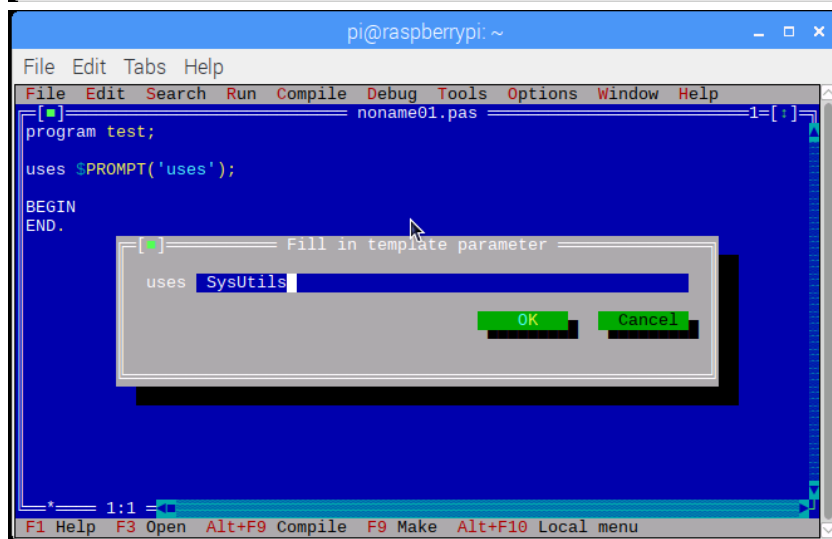 pi@raspberrypi: ~
File Edit Tabs Help
File Edit Search Run Compile Debug Tools Options Window Help
noname01.pas 1=[↕]
program test;
uses $PROMPT('uses');
BEGIN
END.
Fill in template parameter
uses SysUtils
OK Cancel
* 1:1
F1 Help F3 Open Alt+F9 Compile F9 Make Alt+F10 Local menu